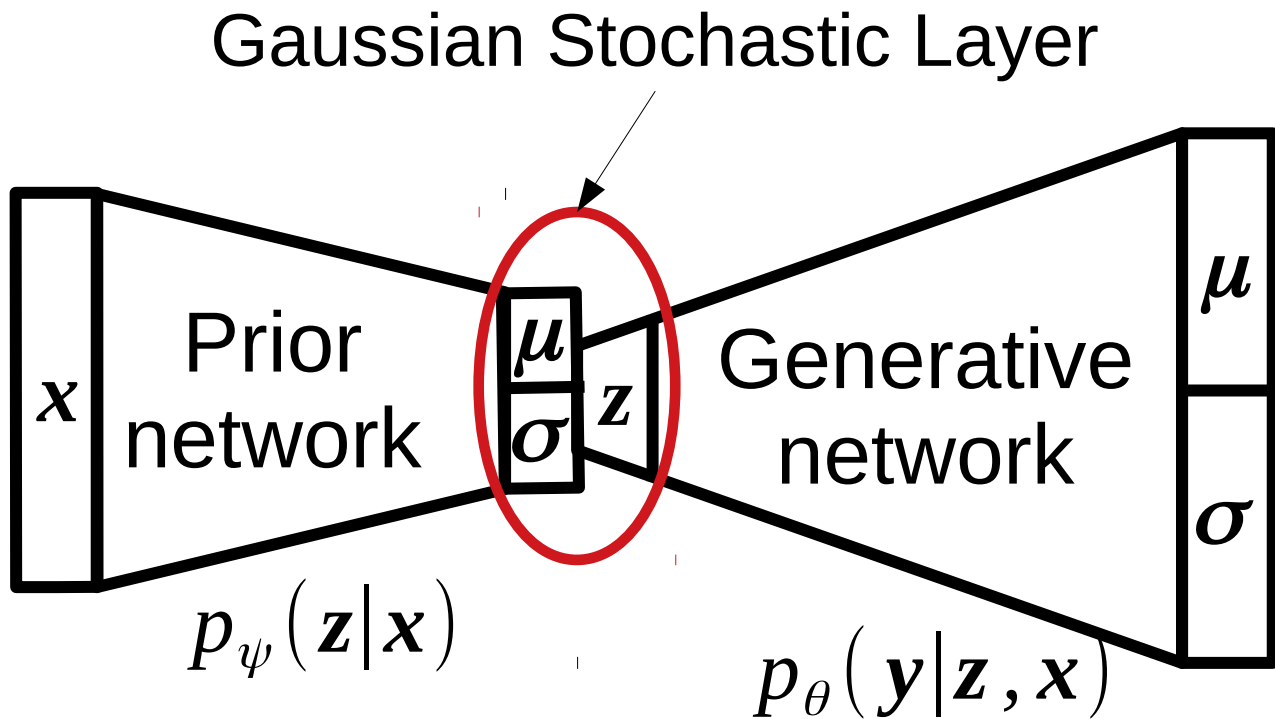 Gaussian Stochastic Layer
x
Prior
network
μ
σ
z
Generative
network
μ
σ
p_ψ(z|x)
p_θ(y|z,x)